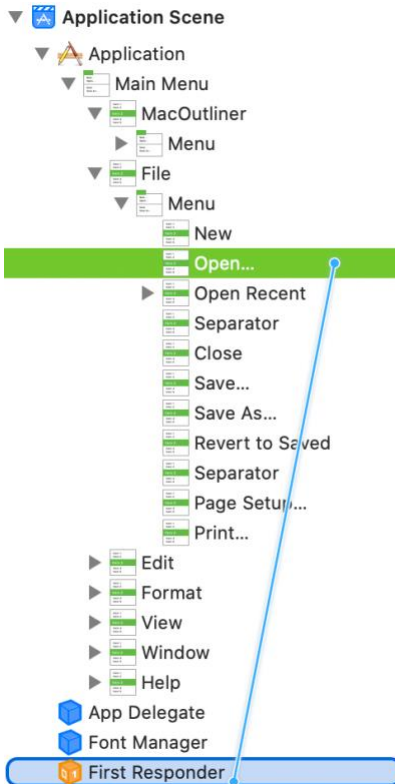 Application Scene
Application
Main Menu
MacOutliner
Menu
File
Menu
New
Open...
Open Recent
Separator
Close
Save...
Save As...
Revert to Saved
Separator
Page Setup...
Print...
Edit
Format
View
Window
Help
App Delegate
Font Manager
First Responder